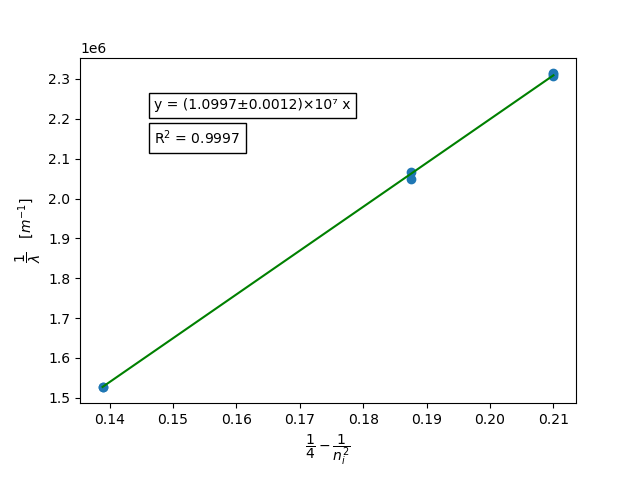 1e6
2.3
2.2
2.1
2.0
1.9
1.8
1.7
1.6
1.5
1/λ [m⁻¹]
y = (1.0997±0.0012)×10⁷ x
R² = 0.9997
0.14 0.15 0.16 0.17 0.18 0.19 0.20 0.21
1/4 − 1/nᵢ²